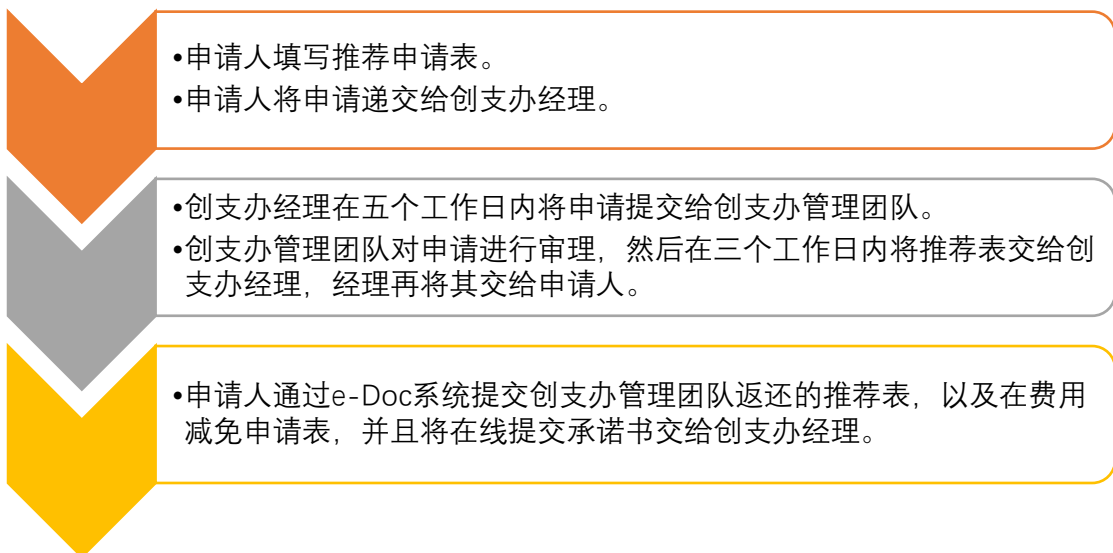 •申请人填写推荐申请表。
•申请人将申请递交给创支办经理。
•创支办经理在五个工作日内将申请提交给创支办管理团队。
•创支办管理团队对申请进行审理，然后在三个工作日内将推荐表交给创
支办经理，经理再将其交给申请人。
•申请人通过e-Doc系统提交创支办管理团队返还的推荐表，以及在费用
减免申请表，并且将在线提交承诺书交给创支办经理。